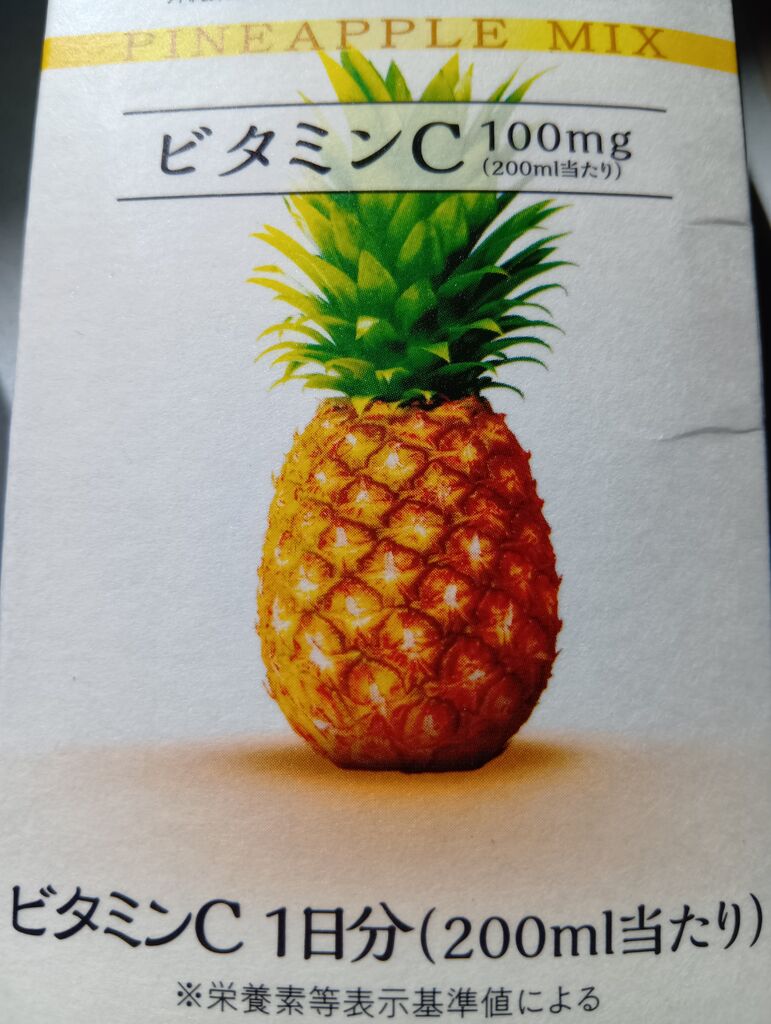 PINEAPPLE MIX
ビタミンC 100mg
(200ml当たり)
ビタミンC 1日分(200ml当たり)
※栄養素等表示基準値による